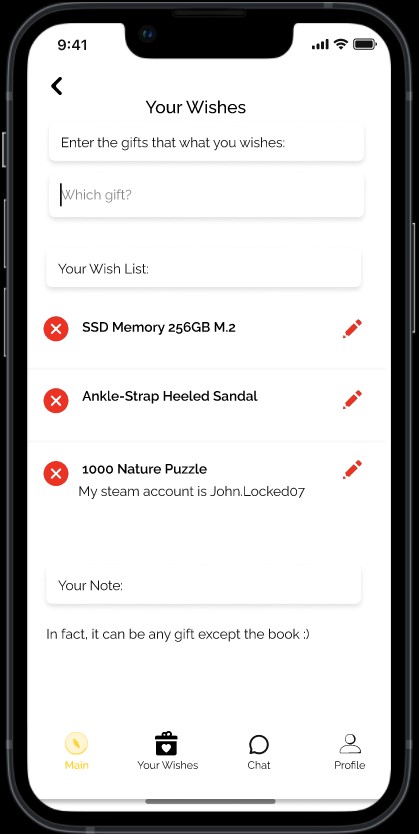 9:41
Your Wishes
Enter the gifts that what you wishes:
Which gift?
Your Wish List:
SSD Memory 256GB M.2
Ankle-Strap Heeled Sandal
1000 Nature Puzzle
My steam account is John.Locked07
Your Note:
In fact, it can be any gift except the book :)
Main Your Wishes Chat Profile